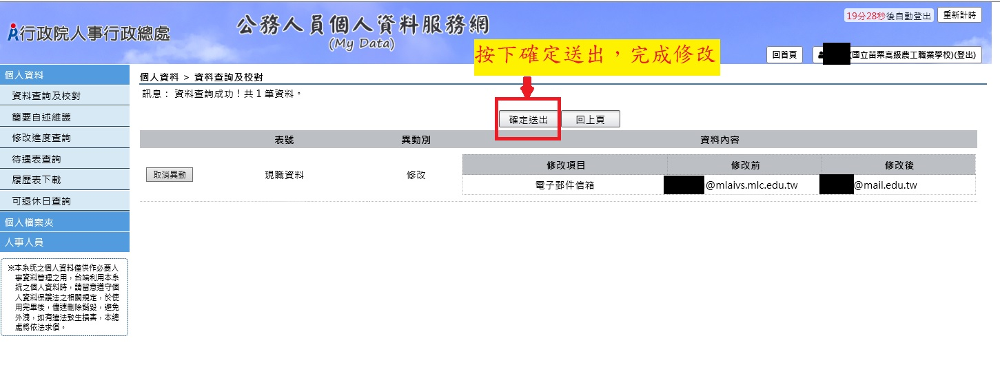 行政院人事行政總處
公務人員個人資料服務網
(My Data)
19分28秒後自動登出
重新計時
按下確定送出，完成修改
回首頁
(國立苗栗高級農工職業學校)(登出)
個人資料
資料查詢及校對
簡要自述維護
修改進度查詢
待遇表查詢
履歷表下載
可退休日查詢
個人檔案夾
人事人員
※本系統之個人資料僅供作必要人
事資料管理之用，台端利用本系
統之個人資料時，請留意遵守個
人資料保護法之相關規定，於使
用完畢後，儘速刪除銷毀，避免
外洩，如有違法致生損害，本總
處將依法求償。
個人資料 > 資料查詢及校對
訊息： 資料查詢成功！共 1 筆資料。
確定送出
回上頁
表號 異動別 資料內容
修改項目 修改前 修改後
取消異動 現職資料 修改
電子郵件信箱 @mlaivs.mlc.edu.tw @mail.edu.tw